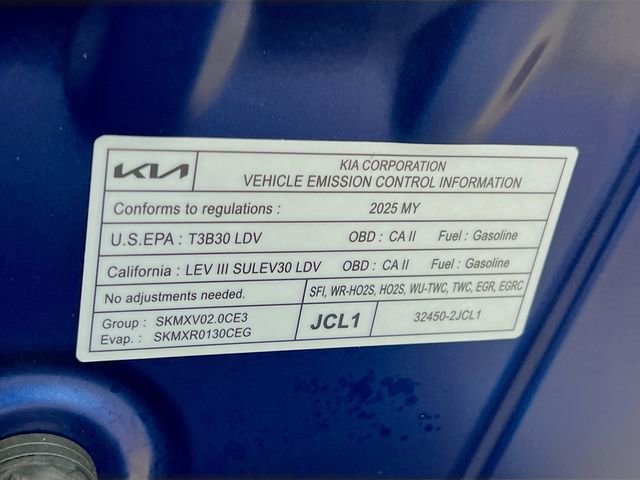 KIA
KIA CORPORATION
VEHICLE EMISSION CONTROL INFORMATION
Conforms to regulations : 2025 MY
U.S.EPA : T3B30 LDV OBD : CA II Fuel : Gasoline
California : LEV III SULEV30 LDV OBD : CA II Fuel : Gasoline
No adjustments needed. SFI, WR-HO2S, HO2S, WU-TWC, TWC, EGR, EGRC
Group : SKMXV02.0CE3
Evap. : SKMXR0130CEG
JCL1
32450-2JCL1